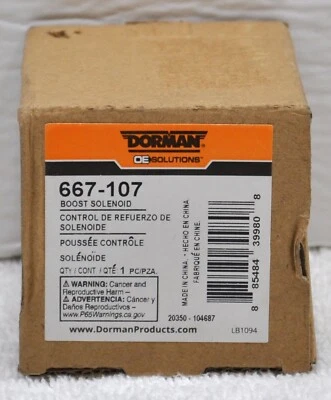 DORMAN®
OE SOLUTIONS™
667-107
BOOST SOLENOID
CONTROL DE REFUERZO DE
SOLENOIDE
POUSSÉE CONTRÔLE
SOLÉNOÏDE
QTY / CONT / QTÉ 1 PC/PZA.
⚠ WARNING: Cancer and
Reproductive Harm –
⚠ ADVERTENCIA: Cáncer y
Daños Reproductivos –
www.P65Warnings.ca.gov
MADE IN CHINA. • HECHO EN CHINA.
FABRIQUÉ EN CHINE.
8 85484 39980 8
20350 - 104687
www.DormanProducts.com
LB1094